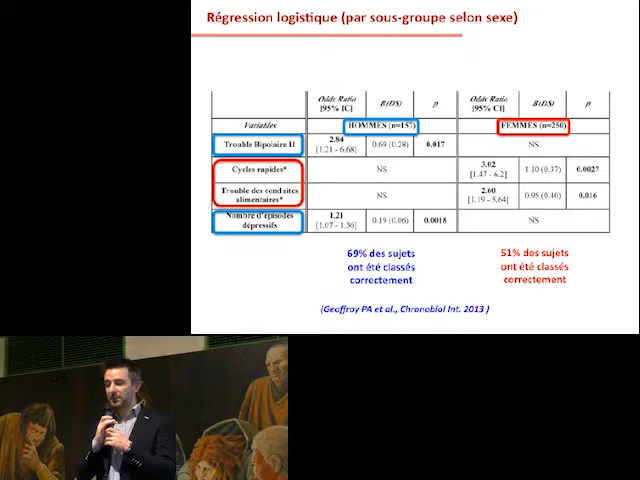 Régression logistique (par sous-groupe selon sexe)
Odds Ratio [95% IC] B(DS) p Odds Ratio [95% CI] B(DS) p
Variables HOMMES (n=157) FEMMES (n=250)
Trouble Bipolaire II 2.84 [1.21 - 6.68] 0.69 (0.28) 0.017 NS
Cycles rapides* NS 3.02 [1.47 - 6.2] 1.10 (0.37) 0.0027
Trouble des conduites alimentaires* NS 2.60 [1.19 - 5.64] 0.95 (0.40) 0.016
Nombre d'épisodes dépressifs 1.21 [1.07 - 1.36] 0.19 (0.06) 0.0018 NS
69% des sujets
ont été classés
correctement
51% des sujets
ont été classés
correctement
(Geoffroy PA et al., Chronobiol Int. 2013 )